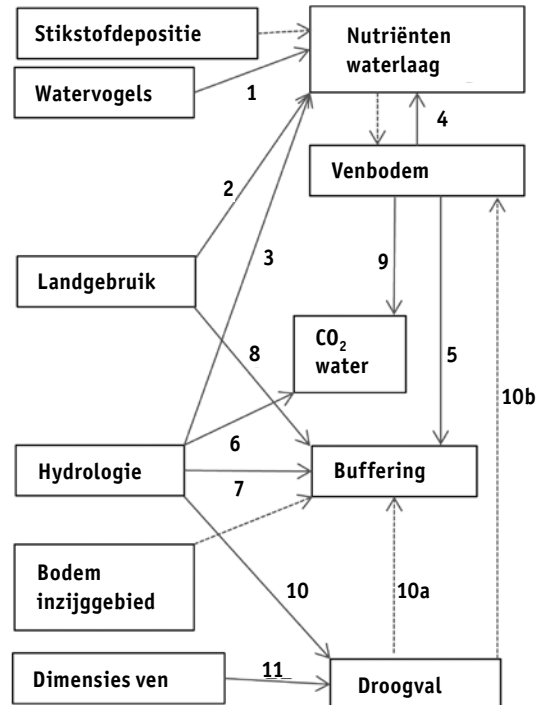 Stikstofdepositie
Nutriënten
waterlaag
Watervogels
1
4
Venbodem
2
3
9
Landgebruik
CO₂
water
8
5
10b
6
Hydrologie
7
Buffering
Bodem
inzijggebied
10
10a
11
Dimensies ven
Droogval